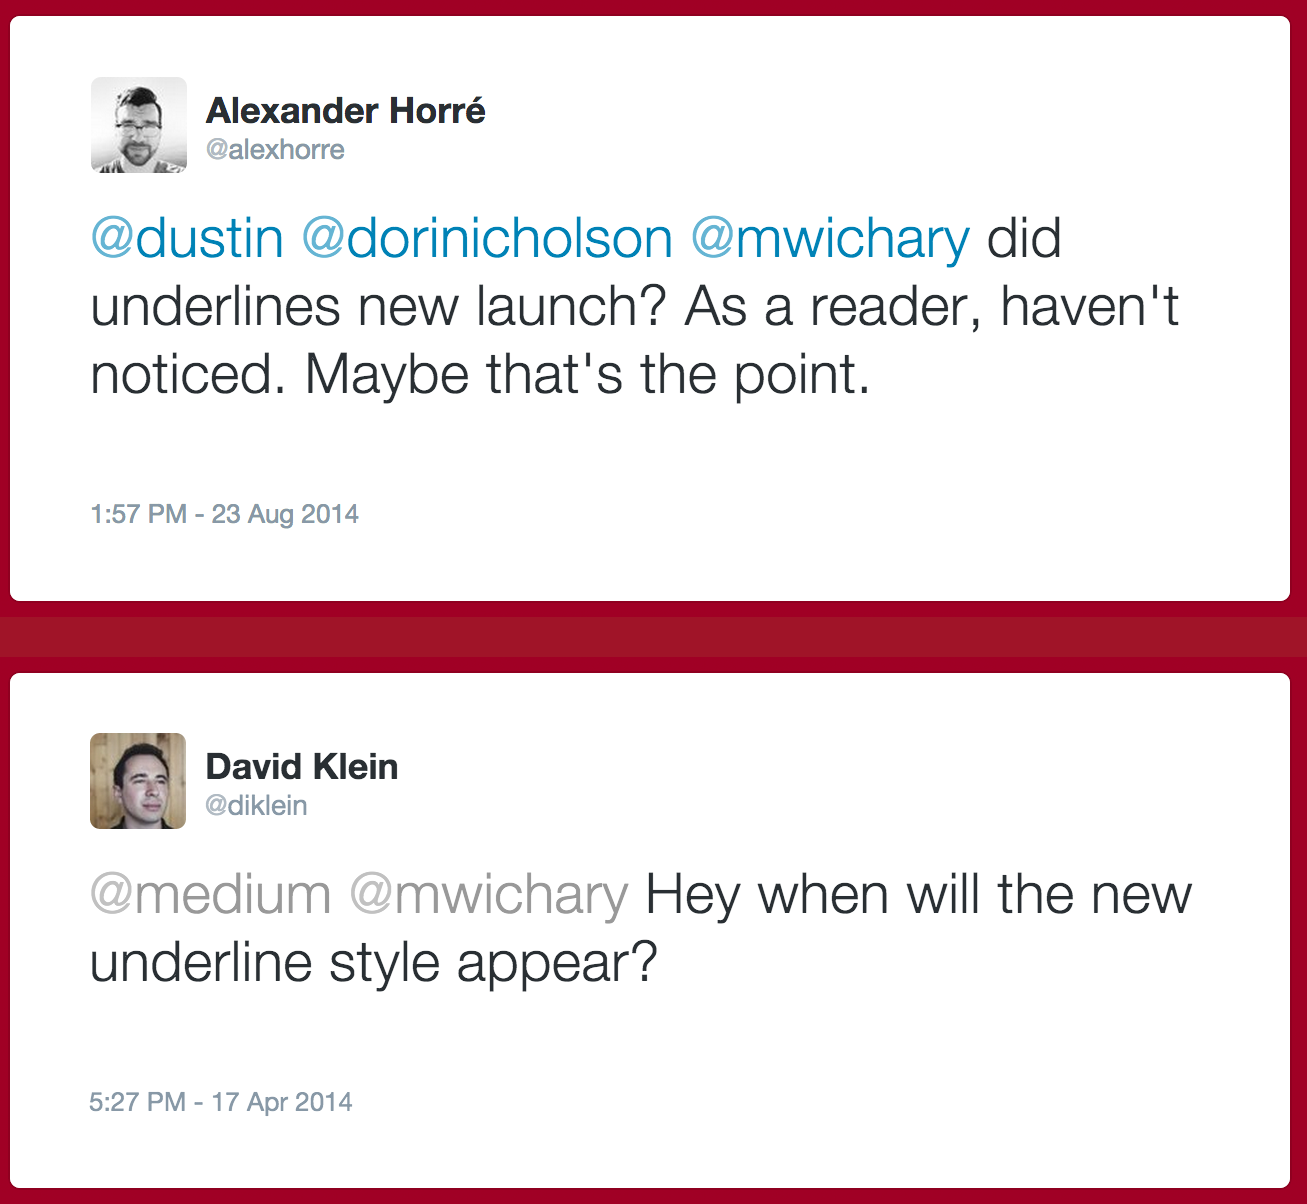 Alexander Horré
@alexhorre
@dustin @dorinicholson @mwichary did
underlines new launch? As a reader, haven't
noticed. Maybe that's the point.
1:57 PM - 23 Aug 2014
David Klein
@diklein
@medium @mwichary Hey when will the new
underline style appear?
5:27 PM - 17 Apr 2014